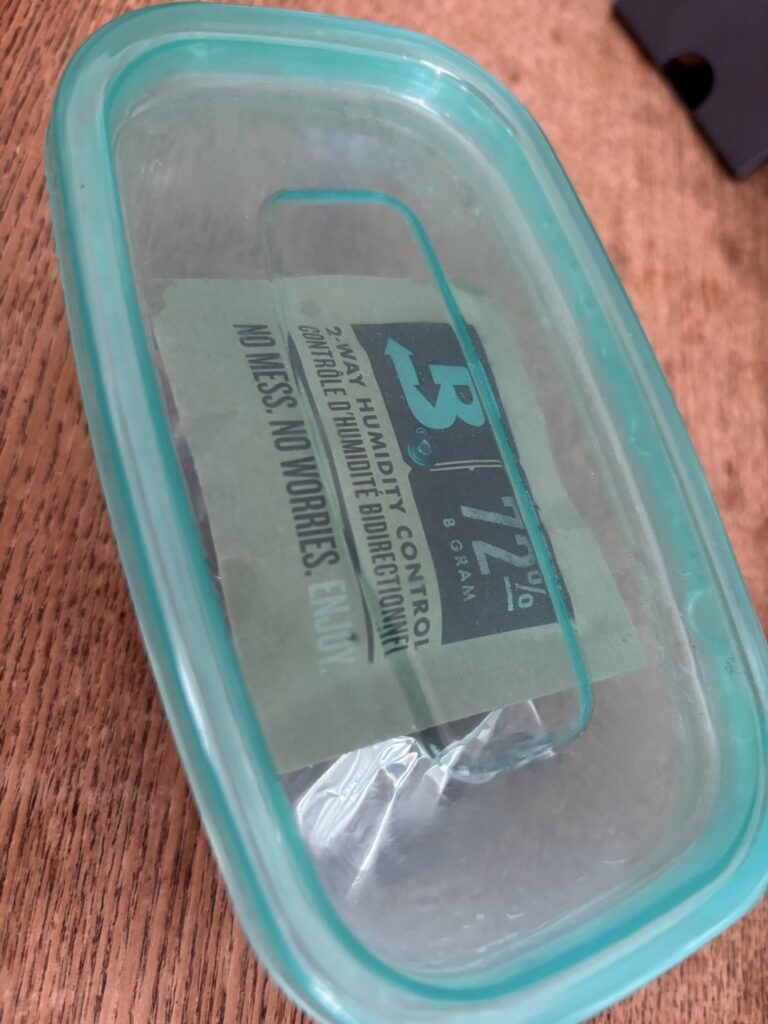 B
72%
8 GRAM
2-WAY HUMIDITY CONTROL
CONTRÔLE D'HUMIDITÉ BIDIRECTIONNEL
NO MESS. NO WORRIES. ENJOY.